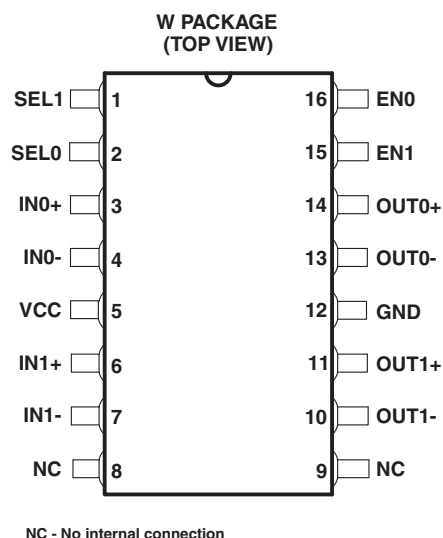 W PACKAGE
(TOP VIEW)
SEL1 1 16 EN0
SEL0 2 15 EN1
IN0+ 3 14 OUT0+
IN0- 4 13 OUT0-
VCC 5 12 GND
IN1+ 6 11 OUT1+
IN1- 7 10 OUT1-
NC 8 9 NC
NC - No internal connection